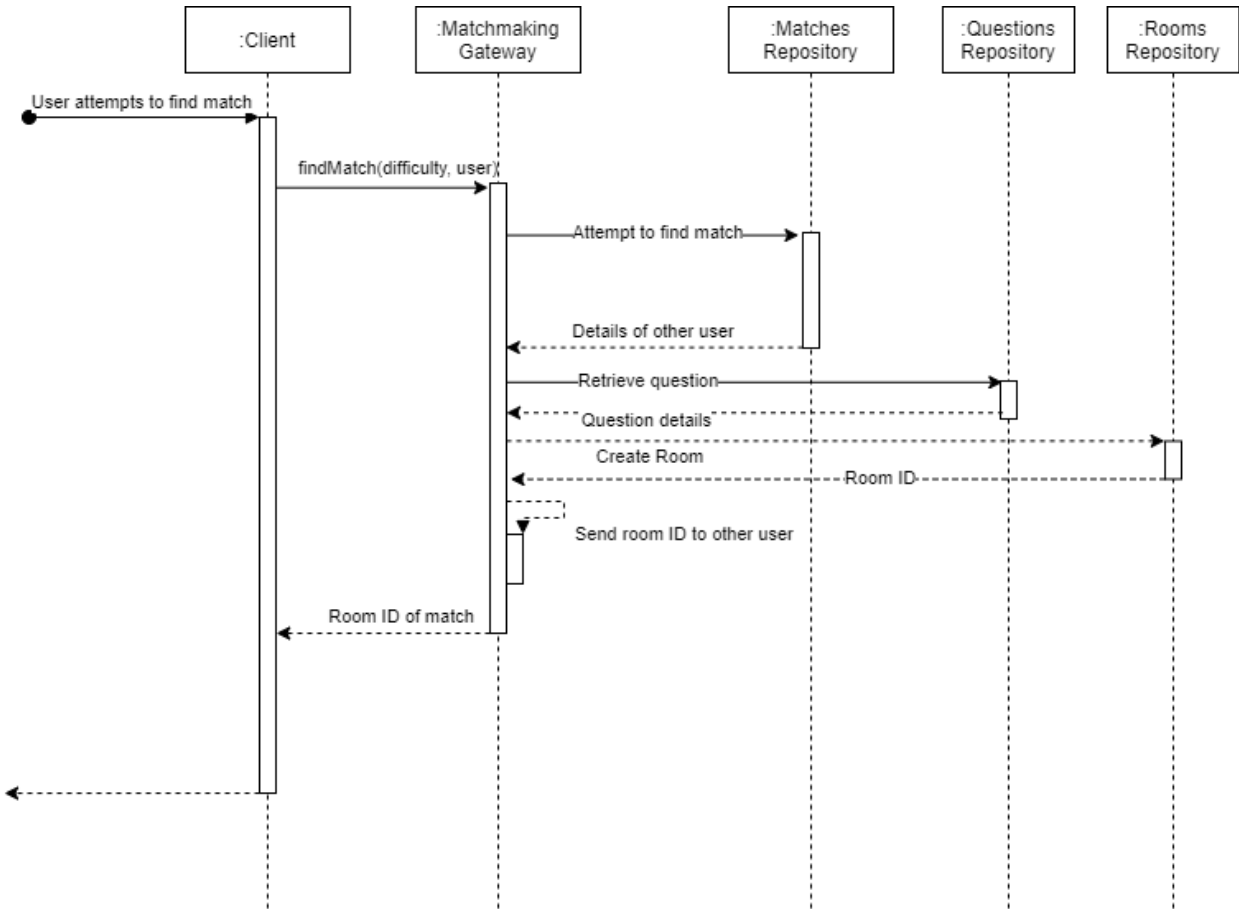 :Client
:Matchmaking
Gateway
:Matches
Repository
:Questions
Repository
:Rooms
Repository
User attempts to find match
findMatch(difficulty, user)
Attempt to find match
Details of other user
Retrieve question
Question details
Create Room
Room ID
Send room ID to other user
Room ID of match